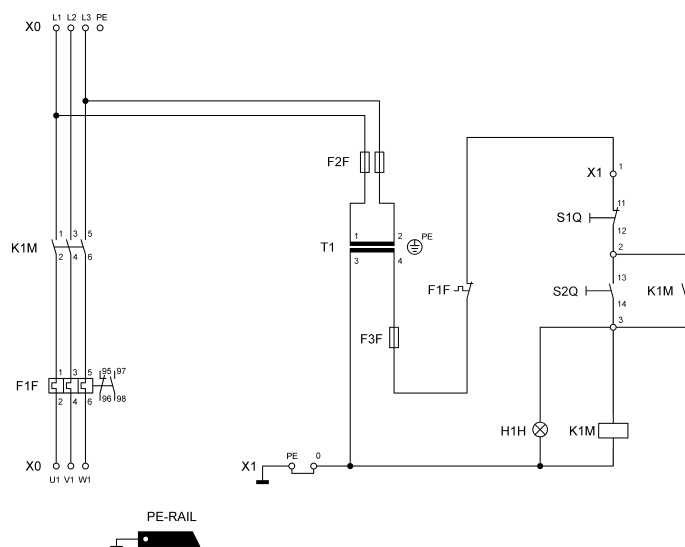 L1 L2 L3 PE
X0
F2F
X1 1
11
S1Q
12
1 3 5
K1M
2 4 6
1 2 PE
T1
3 4
2
13
F1F S2Q K1M
14
F3F
3
1 3 5 95 97
F1F
2 4 6 96 98
H1H K1M
X0
U1 V1 W1
X1 PE 0
PE-RAIL